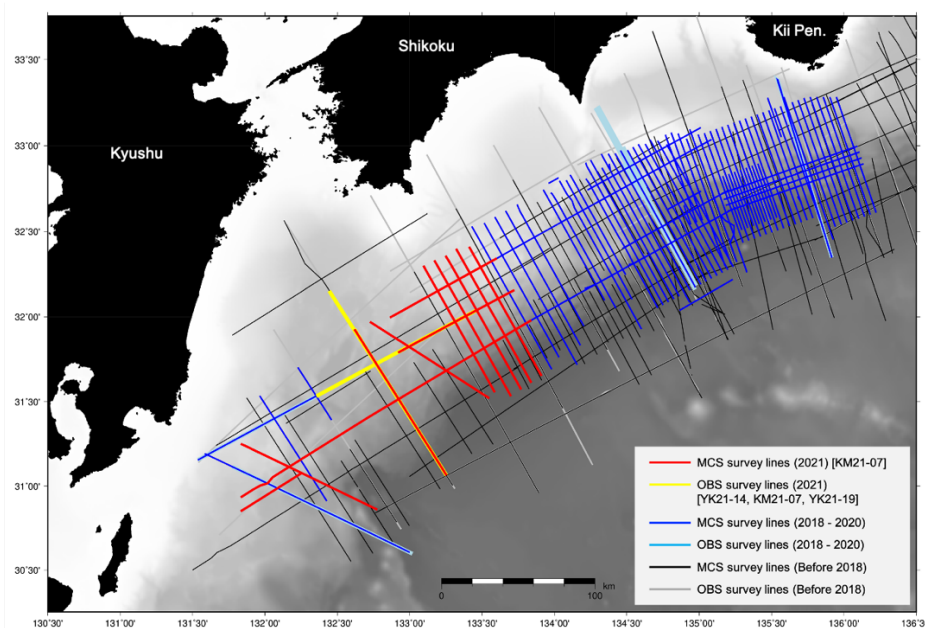 Kii Pen.
Shikoku
Kyushu
33°30'
33°00'
32°30'
32°00'
31°30'
31°00'
30°30'
MCS survey lines (2021) [KM21-07]
OBS survey lines (2021)
[YK21-14, KM21-07, YK21-19]
MCS survey lines (2018 - 2020)
OBS survey lines (2018 - 2020)
MCS survey lines (Before 2018)
OBS survey lines (Before 2018)
km
0 100
130°30' 131°00' 131°30' 132°00' 132°30' 133°00' 133°30' 134°00' 134°30' 135°00' 135°30' 136°00'